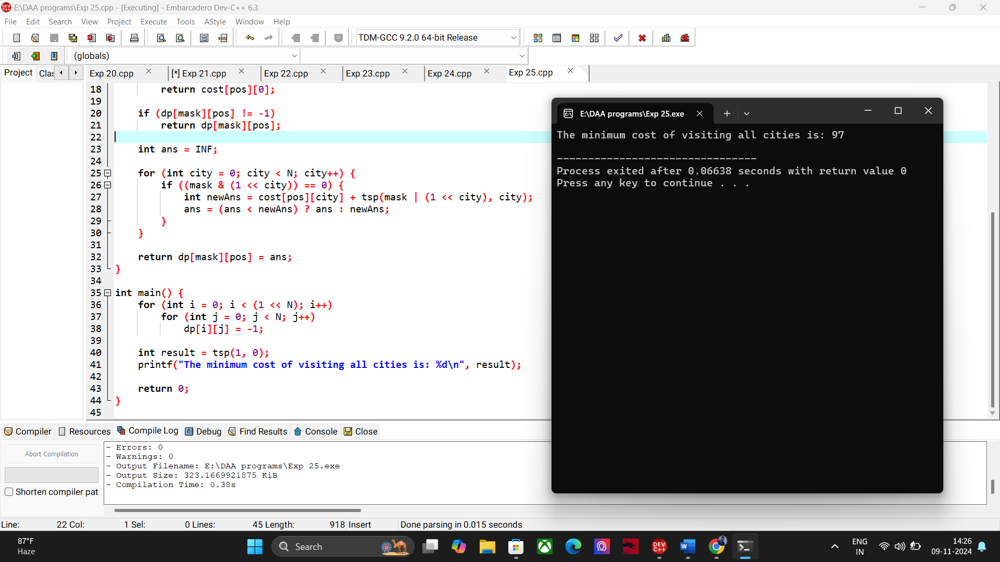 E:\DAA programs\Exp 25.cpp - [Executing] - Embarcadero Dev-C++ 6.3
File Edit Search View Project Execute Tools AStyle Window Help
TDM-GCC 9.2.0 64-bit Release
(globals)
Project Clas Exp 20.cpp [*] Exp 21.cpp Exp 22.cpp Exp 23.cpp Exp 24.cpp Exp 25.cpp
18 return cost[pos][0];
19
20 if (dp[mask][pos] != -1)
21 return dp[mask][pos];
22
23 int ans = INF;
24
25 for (int city = 0; city < N; city++) {
26 if ((mask & (1 << city)) == 0) {
27 int newAns = cost[pos][city] + tsp(mask | (1 << city), city);
28 ans = (ans < newAns) ? ans : newAns;
29 }
30 }
31
32 return dp[mask][pos] = ans;
33 }
34
35 int main() {
36 for (int i = 0; i < (1 << N); i++)
37 for (int j = 0; j < N; j++)
38 dp[i][j] = -1;
39
40 int result = tsp(1, 0);
41 printf("The minimum cost of visiting all cities is: %d\n", result);
42
43 return 0;
44 }
45
E:\DAA programs\Exp 25.exe
The minimum cost of visiting all cities is: 97
--------------------------------
Process exited after 0.06638 seconds with return value 0
Press any key to continue . . .
Compiler Resources Compile Log Debug Find Results Console Close
Abort Compilation
Shorten compiler pat
- Errors: 0
- Warnings: 0
- Output Filename: E:\DAA programs\Exp 25.exe
- Output Size: 323.1669921875 KiB
- Compilation Time: 0.38s
Line: 22 Col: 1 Sel: 0 Lines: 45 Length: 918 Insert Done parsing in 0.015 seconds
87°F
Haze
Search
DEV
C++
W
ENG
IN
14:26
09-11-2024